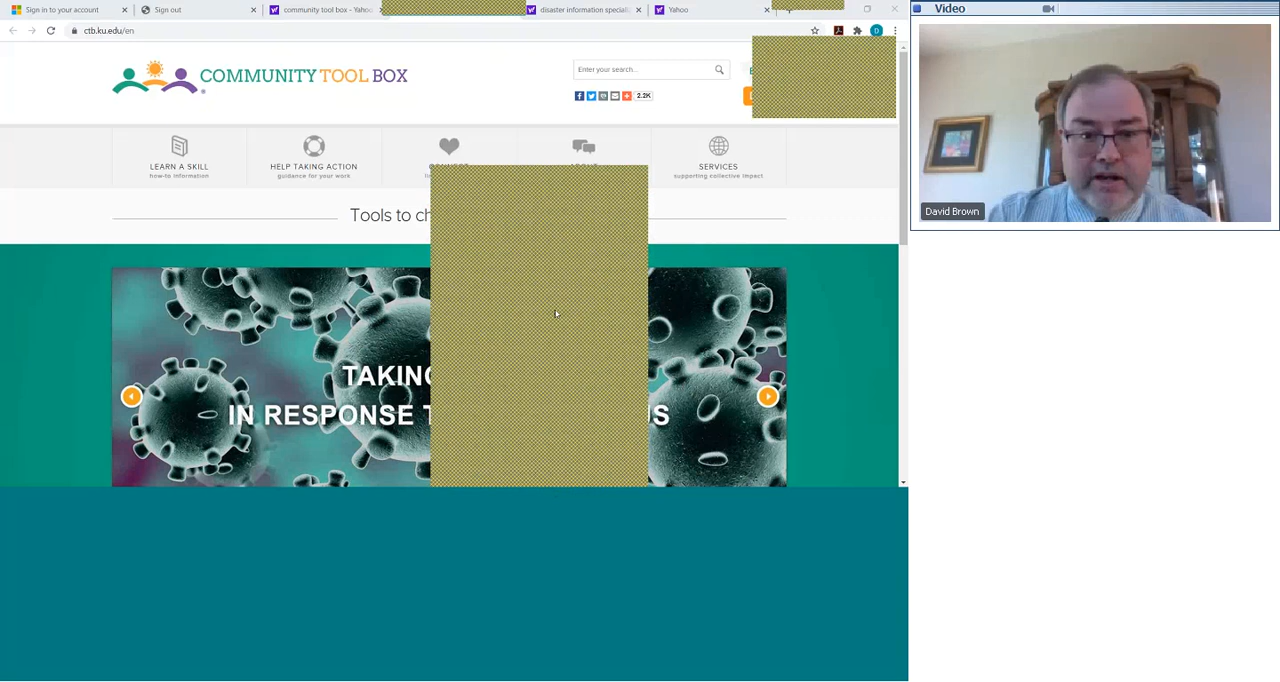 Sign in to your account
Sign out
community tool box - Yahoo
disaster information speciali
Yahoo
Video
ctb.ku.edu/en
COMMUNITY TOOL BOX
Enter your search...
2.2K
LEARN A SKILL
how-to information
HELP TAKING ACTION
guidance for your work
SERVICES
supporting collective impact
Tools to ch
TAKING
IN RESPONSE T
US
David Brown